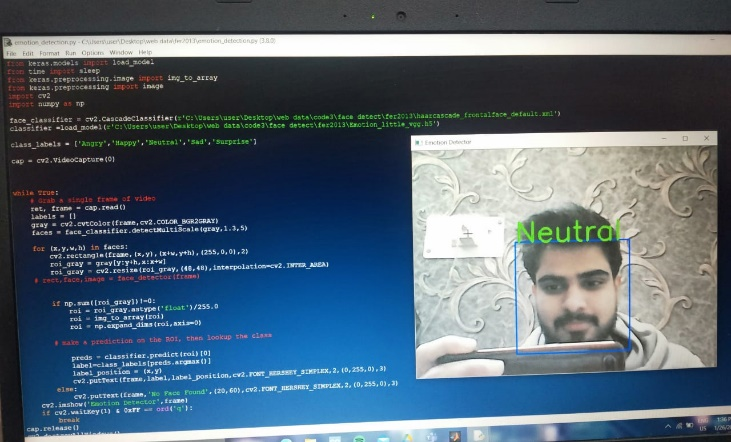 emotion_detection.py - C:\Users\user\Desktop\web data\fer2013\emotion_detection.py (3.8.0)
File Edit Format Run Options Window Help
from keras.models import load_model
from time import sleep
from keras.preprocessing.image import img_to_array
from keras.preprocessing import image
import cv2
import numpy as np
face_classifier = cv2.CascadeClassifier(r'C:\Users\user\Desktop\web data\code3\face detect\fer2013\haarcascade_frontalface_default.xml')
classifier =load_model(r'C:\Users\user\Desktop\web data\code3\face detect\fer2013\Emotion_little_vgg.h5')
class_labels = ['Angry','Happy','Neutral','Sad','Surprise']
cap = cv2.VideoCapture(0)
while True:
# Grab a single frame of video
ret, frame = cap.read()
labels = []
gray = cv2.cvtColor(frame,cv2.COLOR_BGR2GRAY)
faces = face_classifier.detectMultiScale(gray,1.3,5)
for (x,y,w,h) in faces:
cv2.rectangle(frame,(x,y),(x+w,y+h),(255,0,0),2)
roi_gray = gray[y:y+h,x:x+w]
roi_gray = cv2.resize(roi_gray,(48,48),interpolation=cv2.INTER_AREA)
# rect,face,image = face_detector(frame)
if np.sum([roi_gray])!=0:
roi = roi_gray.astype('float')/255.0
roi = img_to_array(roi)
roi = np.expand_dims(roi,axis=0)
# make a prediction on the ROI, then lookup the class
preds = classifier.predict(roi)[0]
label=class_labels[preds.argmax()]
label_position = (x,y)
cv2.putText(frame,label,label_position,cv2.FONT_HERSHEY_SIMPLEX,2,(0,255,0),3)
else:
cv2.putText(frame,'No Face Found',(20,60),cv2.FONT_HERSHEY_SIMPLEX,2,(0,255,0),3)
cv2.imshow('Emotion Detector',frame)
if cv2.waitKey(1) & 0xFF == ord('q'):
break
cap.release()
Emotion Detector
Neutral